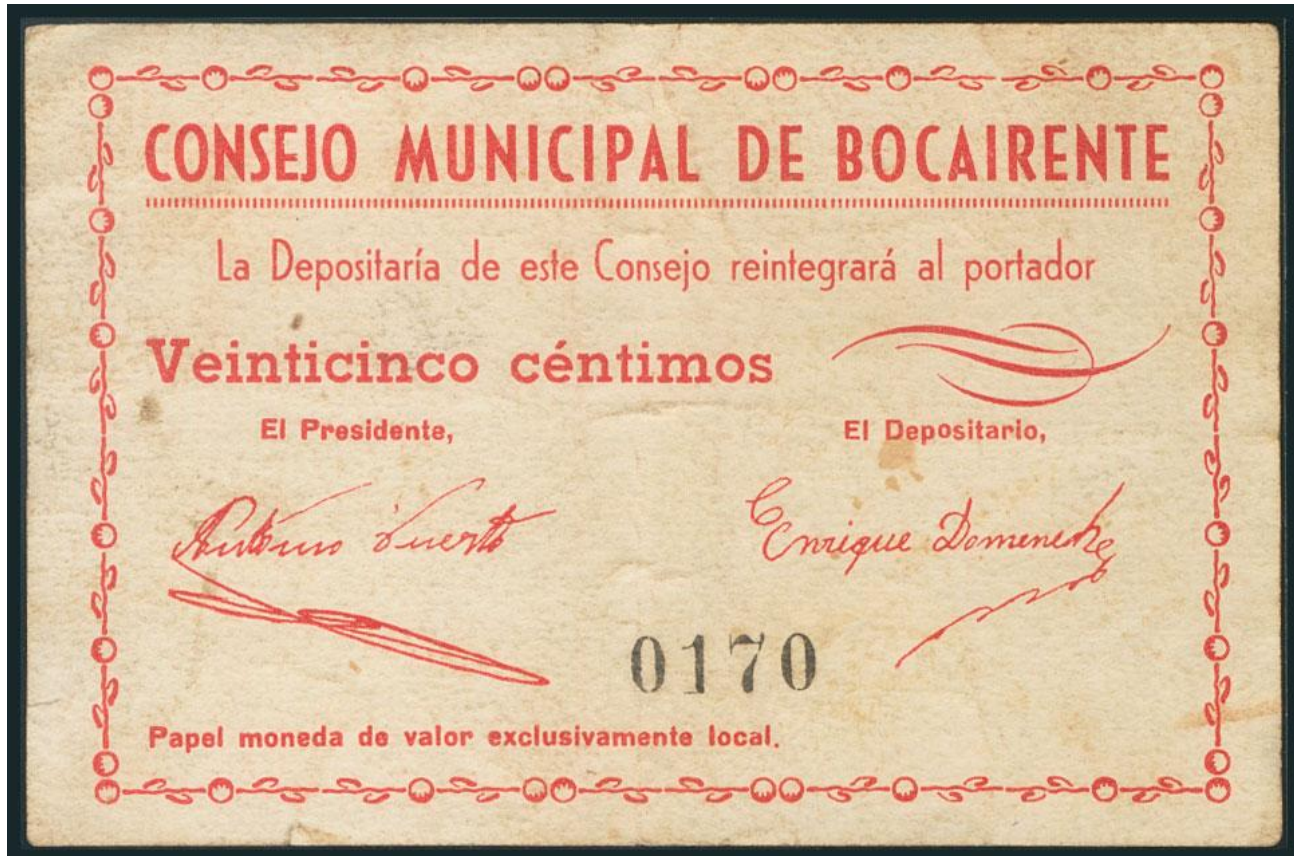 CONSEJO MUNICIPAL DE BOCAIRENTE
La Depositaría de este Consejo reintegrará al portador
Veinticinco céntimos
El Presidente, El Depositario,
Antonio Enrique Domenech
0170
Papel moneda de valor exclusivamente local.